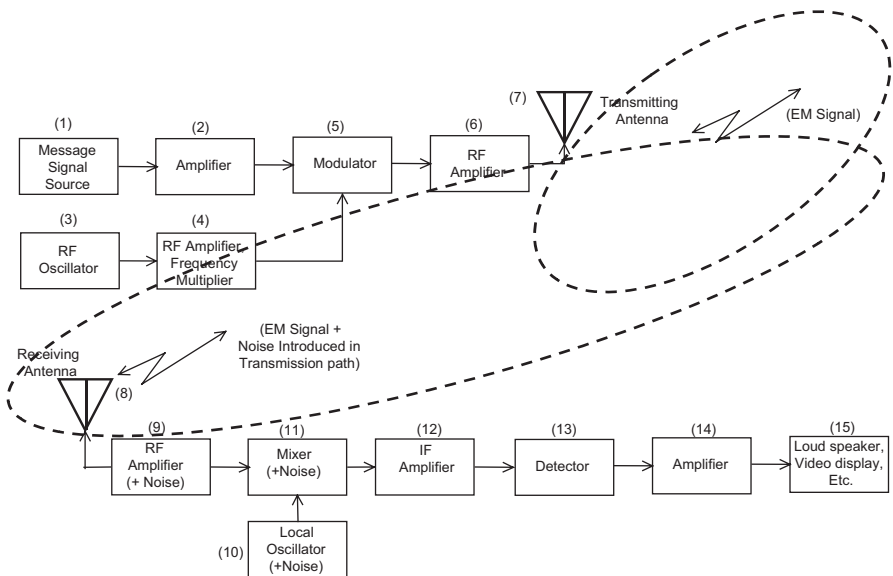 (1)
Message
Signal
Source
(2)
Amplifier
(5)
Modulator
(6)
RF
Amplifier
(7)
Transmitting
Antenna
(EM Signal)
(3)
RF
Oscillator
(4)
RF Amplifier,
Frequency
Multiplier
Receiving
Antenna
(8)
(EM Signal +
Noise Introduced in
Transmission path)
(9)
RF
Amplifier
(+ Noise)
(11)
Mixer
(+Noise)
(12)
IF
Amplifier
(13)
Detector
(14)
Amplifier
(15)
Loud speaker,
Video display,
Etc.
(10)
Local
Oscillator
(+Noise)